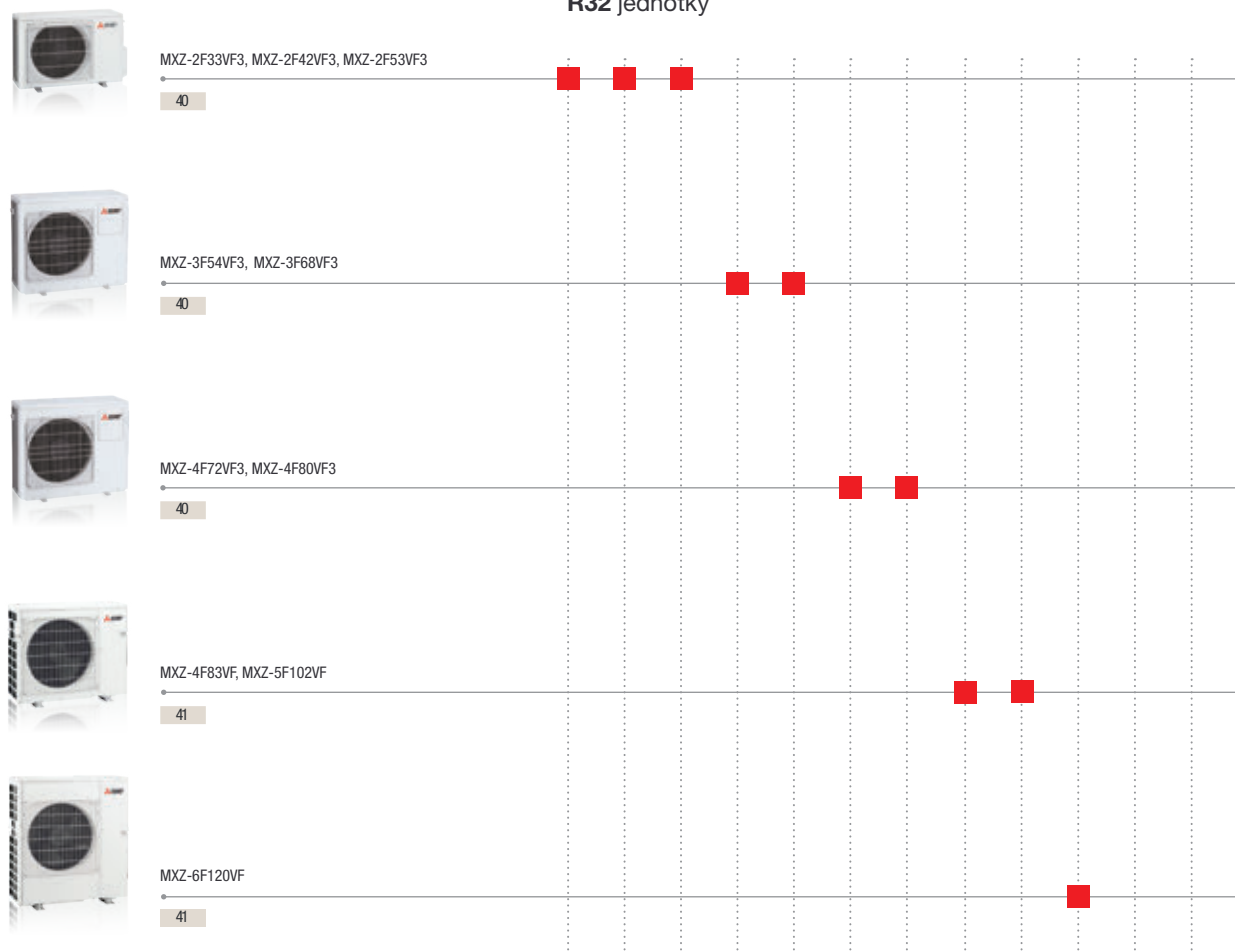 R32 jednotky
MXZ-2F33VF3, MXZ-2F42VF3, MXZ-2F53VF3
40
MXZ-3F54VF3, MXZ-3F68VF3
40
MXZ-4F72VF3, MXZ-4F80VF3
40
MXZ-4F83VF, MXZ-5F102VF
41
MXZ-6F120VF
41